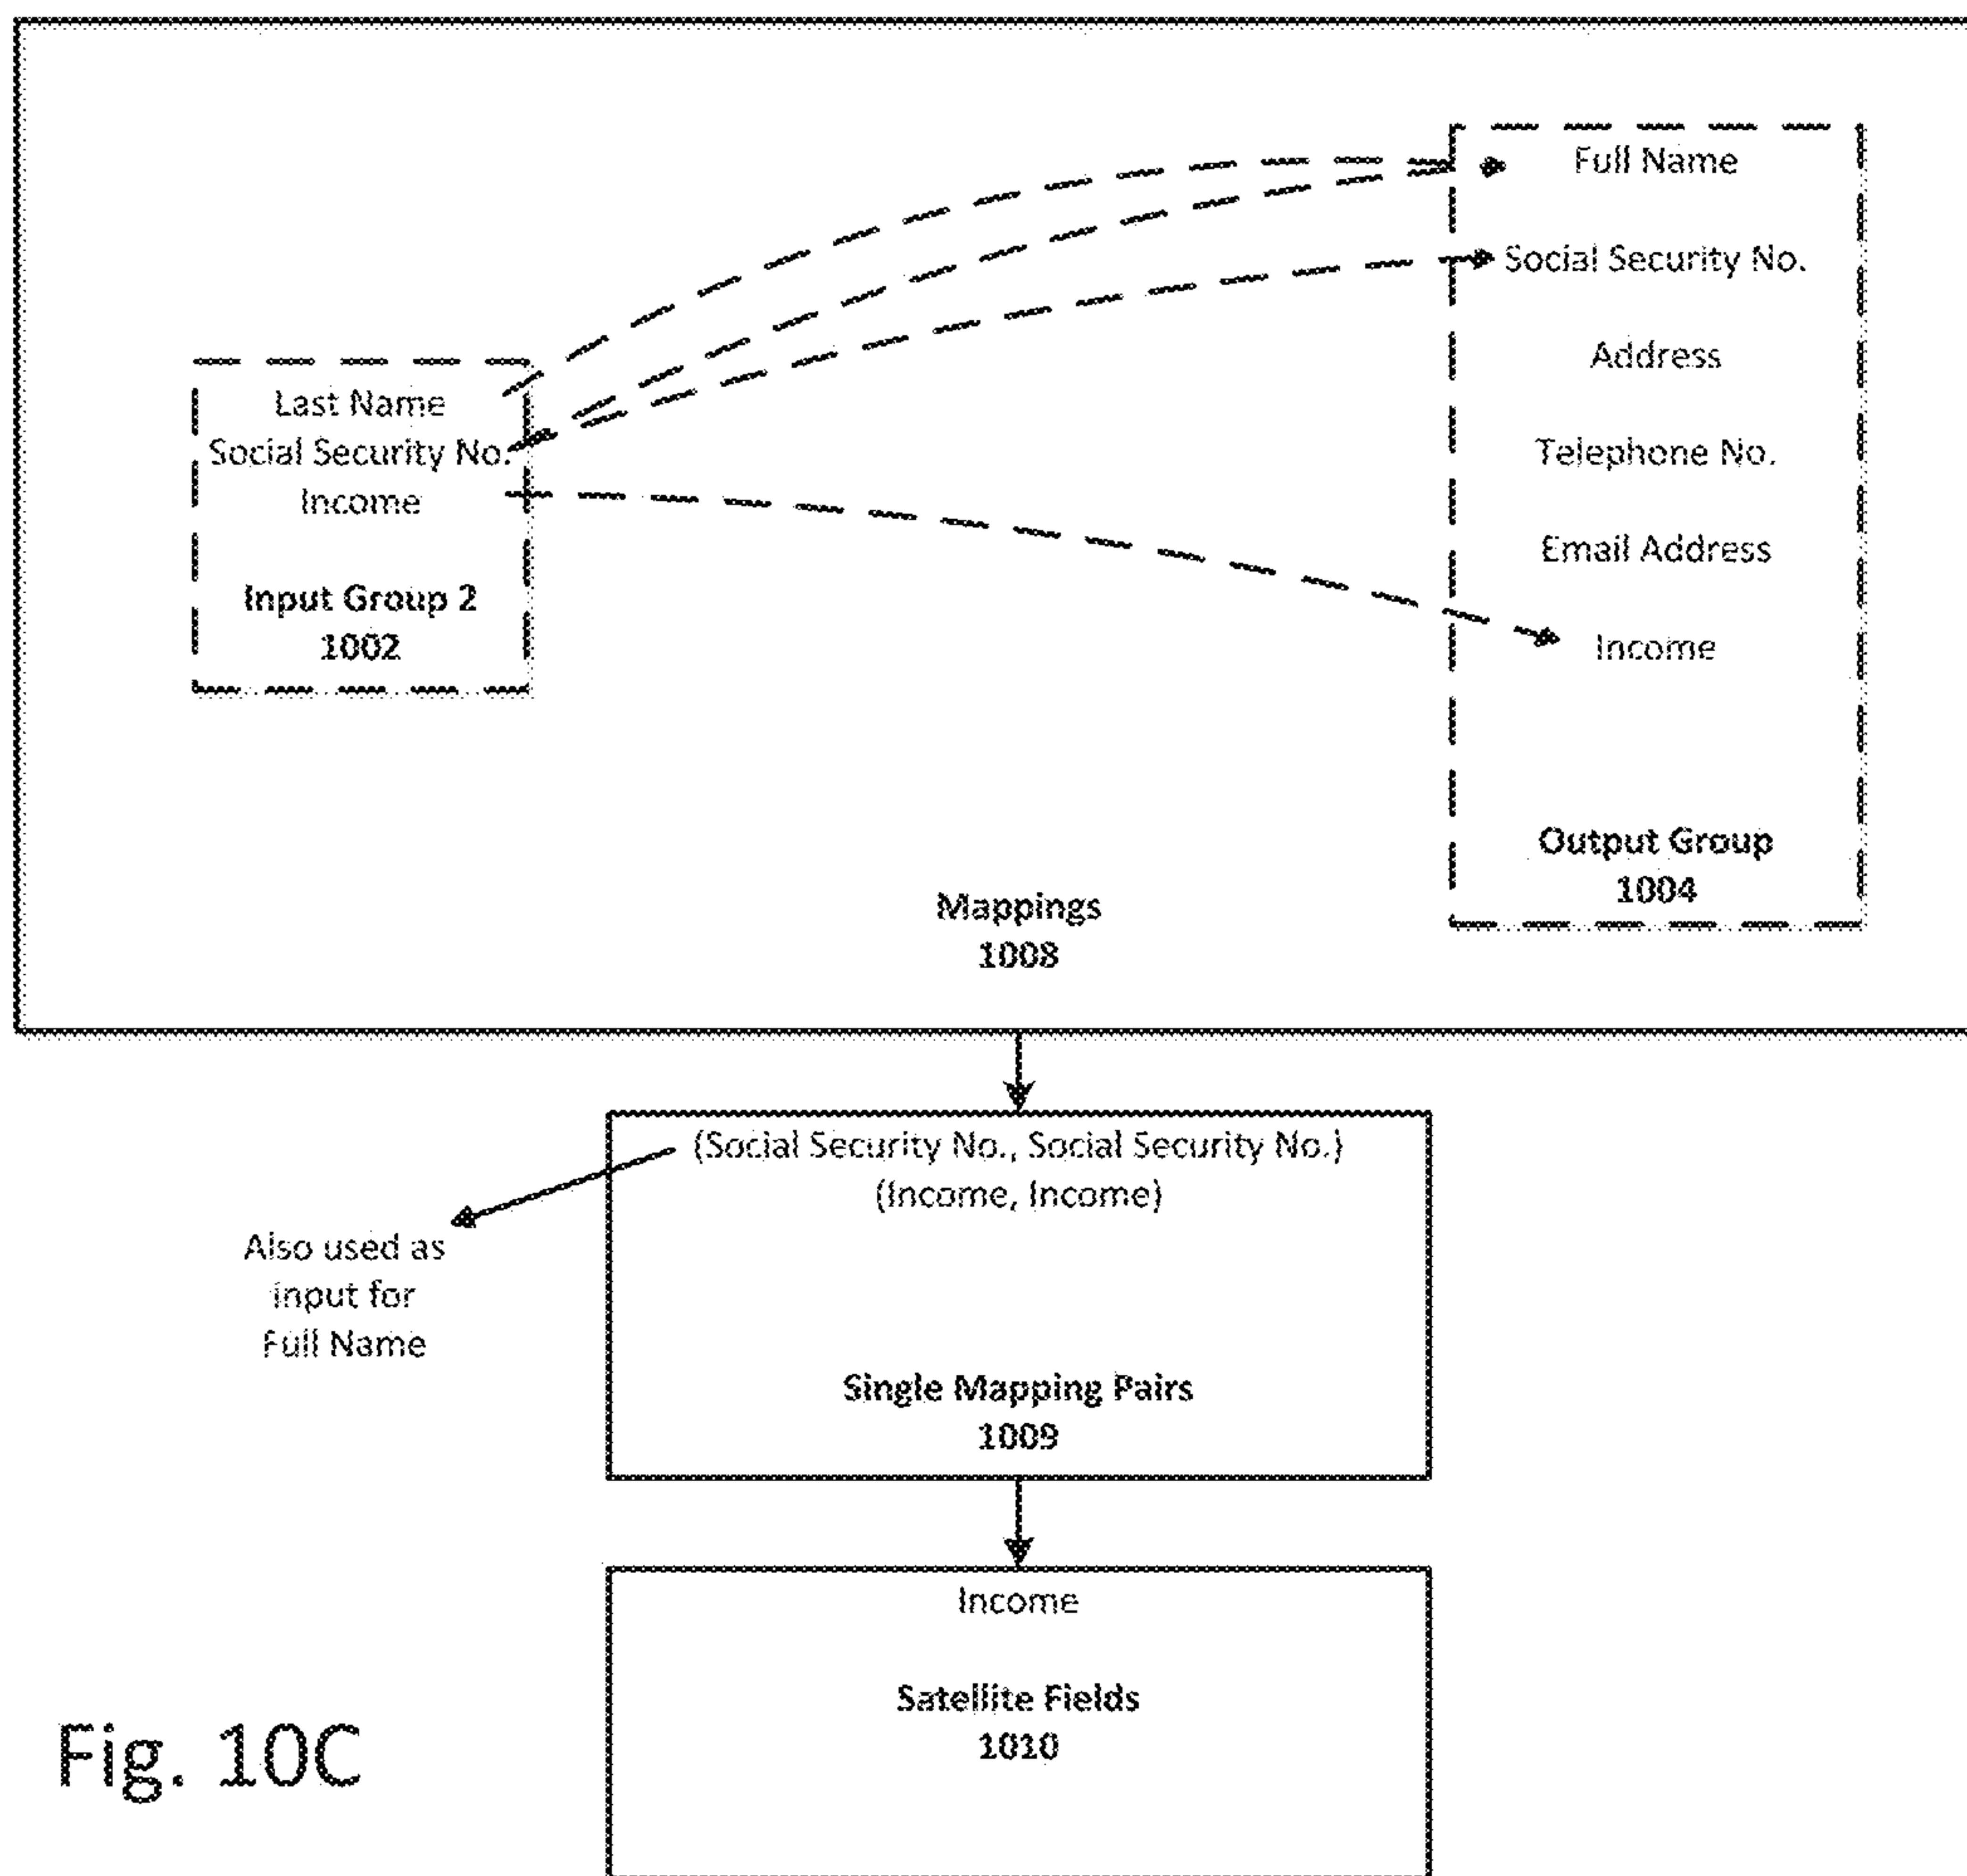 Full Name
Social Security No.
Address
Telephone No.
Email Address
Income
Output Group
1004
Last Name
Social Security No.
Income
Input Group 2
1002
Mappings
1008
(Social Security No., Social Security No.)
(Income, Income)
Also used as
input for
Full Name
Single Mapping Pairs
1009
Income
Satellite Fields
1010
Fig. 10C